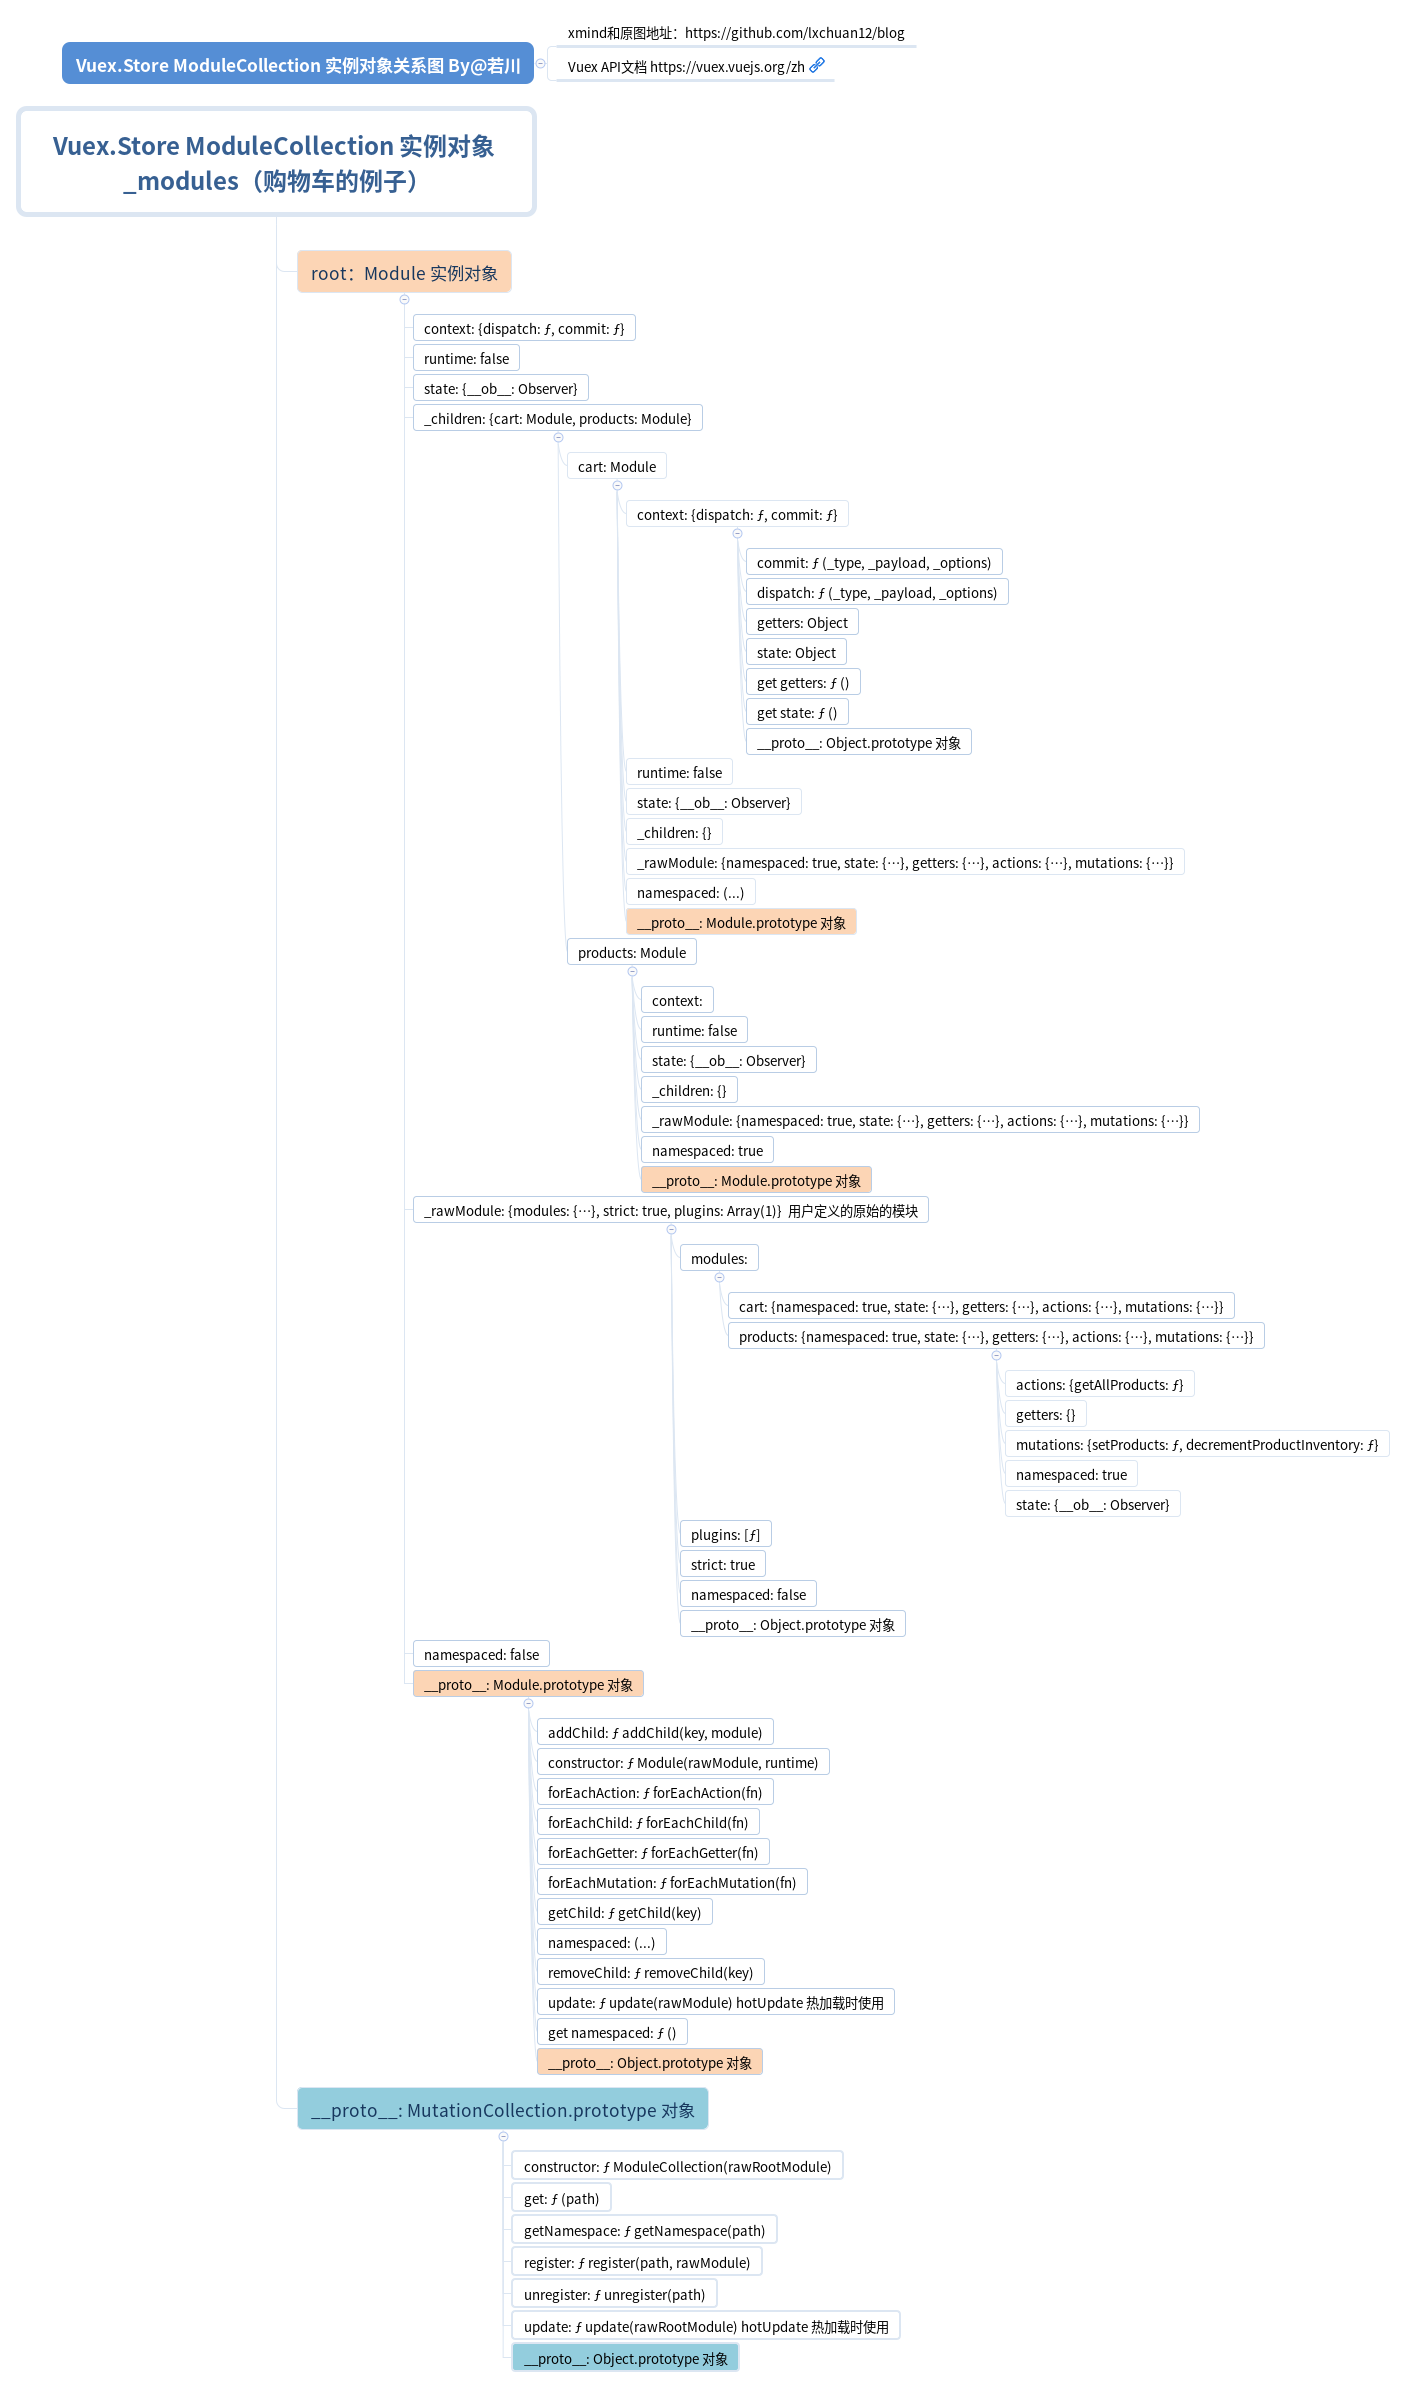 xmind和原图地址：https://github.com/lxchuan12/blog
Vuex.Store ModuleCollection 实例对象关系图 By@若川
Vuex API文档 https://vuex.vuejs.org/zh
Vuex.Store ModuleCollection 实例对象
_modules（购物车的例子）
root：Module 实例对象
context: {dispatch: ƒ, commit: ƒ}
runtime: false
state: {__ob__: Observer}
_children: {cart: Module, products: Module}
cart: Module
context: {dispatch: ƒ, commit: ƒ}
commit: ƒ (_type, _payload, _options)
dispatch: ƒ (_type, _payload, _options)
getters: Object
state: Object
get getters: ƒ ()
get state: ƒ ()
__proto__: Object.prototype 对象
runtime: false
state: {__ob__: Observer}
_children: {}
_rawModule: {namespaced: true, state: {…}, getters: {…}, actions: {…}, mutations: {…}}
namespaced: (...)
__proto__: Module.prototype 对象
products: Module
context:
runtime: false
state: {__ob__: Observer}
_children: {}
_rawModule: {namespaced: true, state: {…}, getters: {…}, actions: {…}, mutations: {…}}
namespaced: true
__proto__: Module.prototype 对象
_rawModule: {modules: {…}, strict: true, plugins: Array(1)}  用户定义的原始的模块
modules:
cart: {namespaced: true, state: {…}, getters: {…}, actions: {…}, mutations: {…}}
products: {namespaced: true, state: {…}, getters: {…}, actions: {…}, mutations: {…}}
actions: {getAllProducts: ƒ}
getters: {}
mutations: {setProducts: ƒ, decrementProductInventory: ƒ}
namespaced: true
state: {__ob__: Observer}
plugins: [ƒ]
strict: true
namespaced: false
__proto__: Object.prototype 对象
namespaced: false
__proto__: Module.prototype 对象
addChild: ƒ addChild(key, module)
constructor: ƒ Module(rawModule, runtime)
forEachAction: ƒ forEachAction(fn)
forEachChild: ƒ forEachChild(fn)
forEachGetter: ƒ forEachGetter(fn)
forEachMutation: ƒ forEachMutation(fn)
getChild: ƒ getChild(key)
namespaced: (...)
removeChild: ƒ removeChild(key)
update: ƒ update(rawModule) hotUpdate 热加载时使用
get namespaced: ƒ ()
__proto__: Object.prototype 对象
__proto__: MutationCollection.prototype 对象
constructor: ƒ ModuleCollection(rawRootModule)
get: ƒ (path)
getNamespace: ƒ getNamespace(path)
register: ƒ register(path, rawModule)
unregister: ƒ unregister(path)
update: ƒ update(rawRootModule) hotUpdate 热加载时使用
__proto__: Object.prototype 对象